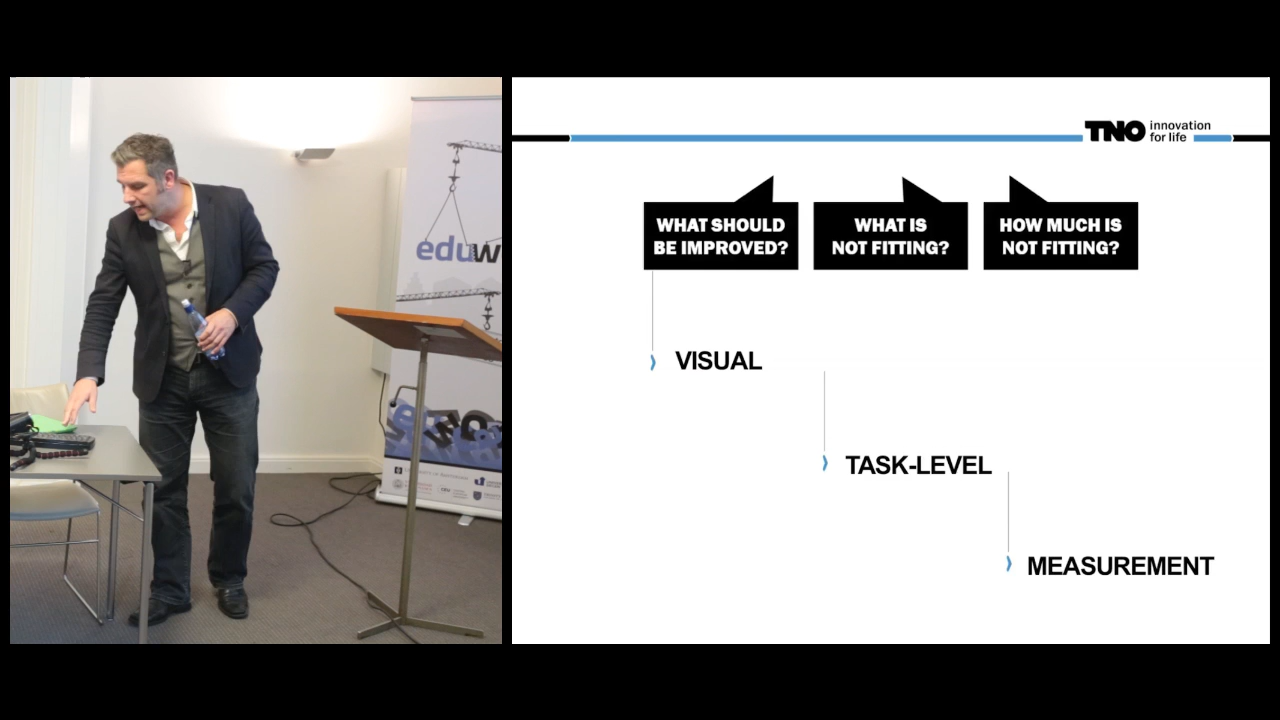 eduw
TNO innovation
for life
WHAT SHOULD
BE IMPROVED?
WHAT IS
NOT FITTING?
HOW MUCH IS
NOT FITTING?
VISUAL
TASK-LEVEL
MEASUREMENT